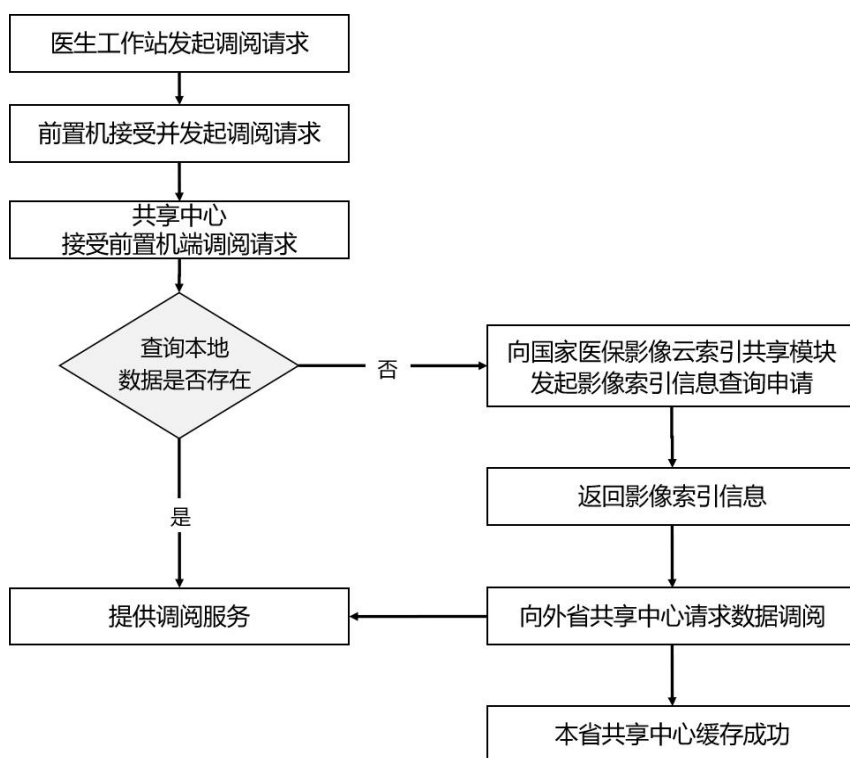 医生工作站发起调阅请求
前置机接受并发起调阅请求
共享中心
接受前置机端调阅请求
查询本地
数据是否存在
否
向国家医保影像云索引共享模块
发起影像索引信息查询申请
返回影像索引信息
是
提供调阅服务
向外省共享中心请求数据调阅
本省共享中心缓存成功